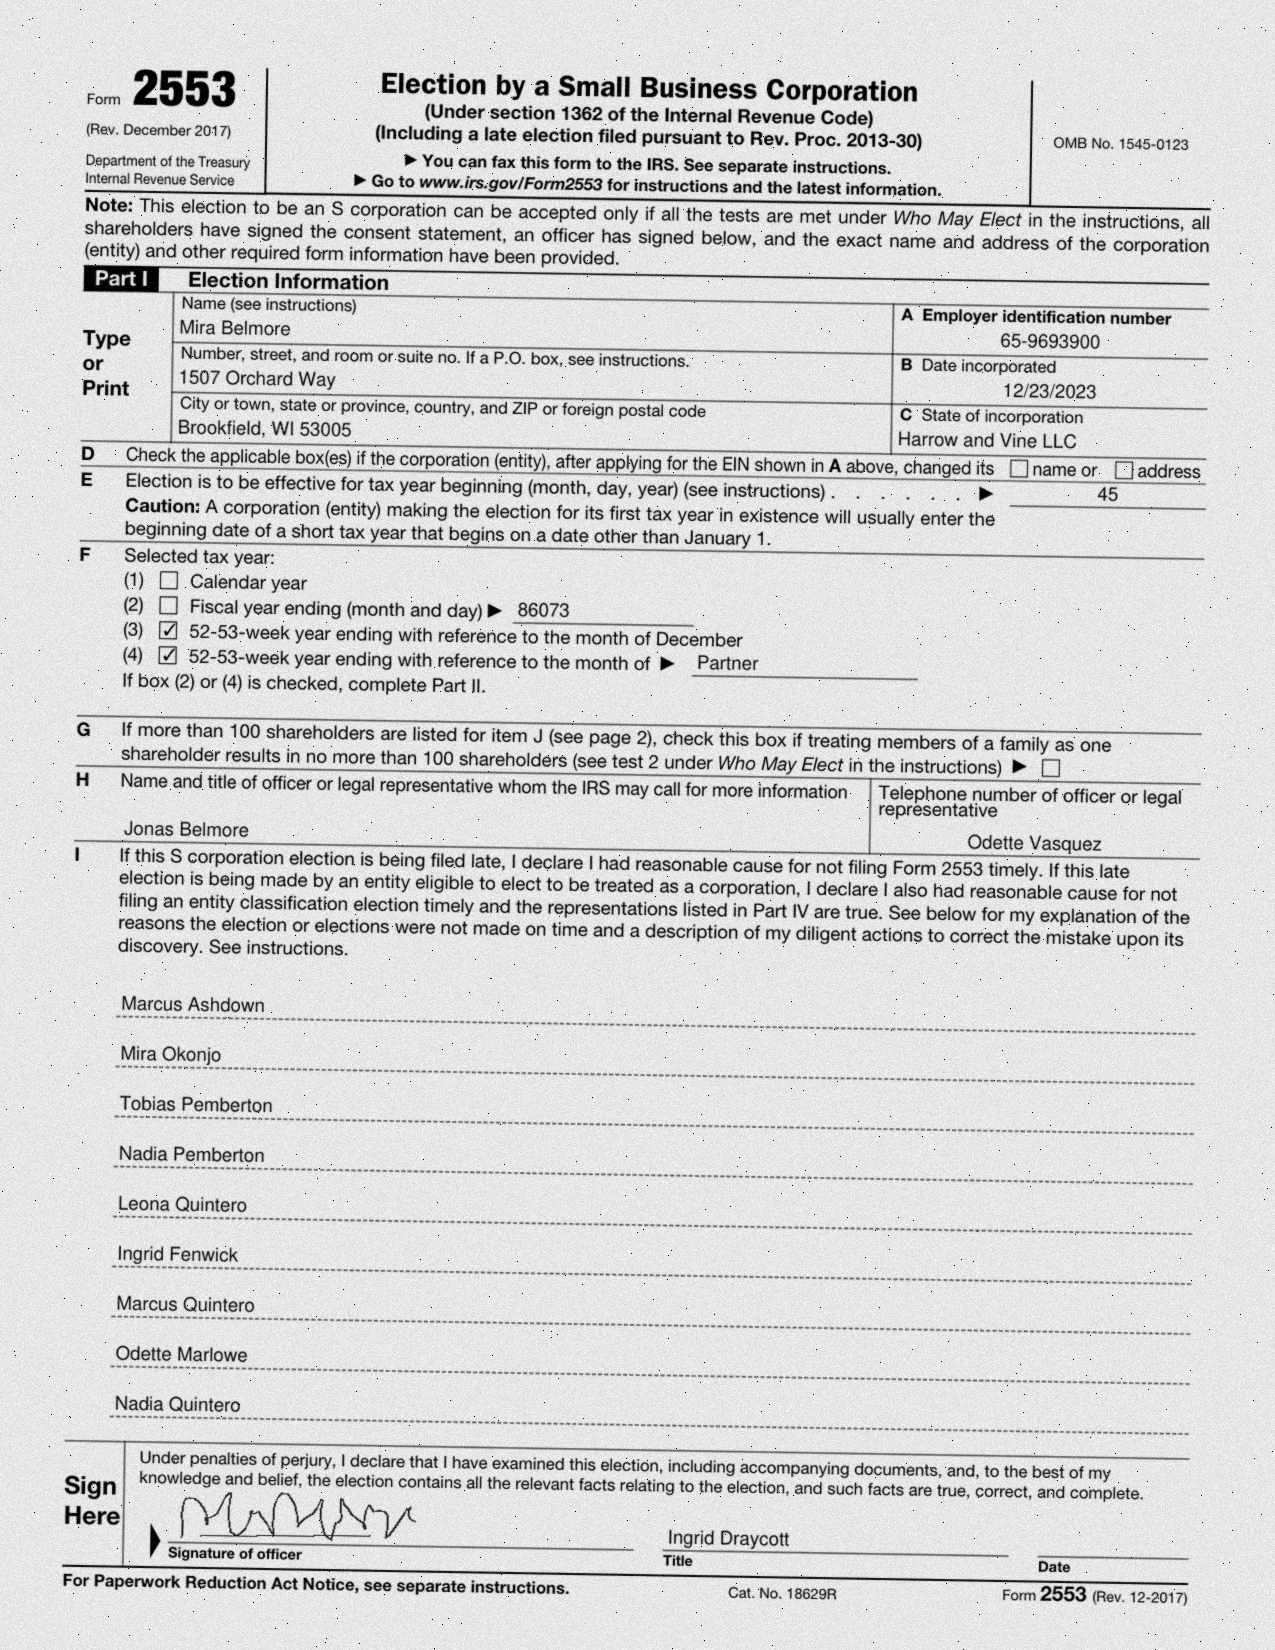 Form 2553
(Rev. December 2017)
Department of the Treasury
Internal Revenue Service
Election by a Small Business Corporation
(Under section 1362 of the Internal Revenue Code)
(Including a late election filed pursuant to Rev. Proc. 2013-30)
▶ You can fax this form to the IRS. See separate instructions.
▶ Go to www.irs.gov/Form2553 for instructions and the latest information.
OMB No. 1545-0123
Note: This election to be an S corporation can be accepted only if all the tests are met under Who May Elect in the instructions, all
shareholders have signed the consent statement, an officer has signed below, and the exact name and address of the corporation
(entity) and other required form information have been provided.
Part I Election Information
Type
or
Print
Name (see instructions)
Mira Belmore
Number, street, and room or suite no. If a P.O. box, see instructions.
1507 Orchard Way
City or town, state or province, country, and ZIP or foreign postal code
Brookfield, WI 53005
A Employer identification number
65-9693900
B Date incorporated
12/23/2023
C State of incorporation
Harrow and Vine LLC
D Check the applicable box(es) if the corporation (entity), after applying for the EIN shown in A above, changed its ☐ name or ☐ address
E Election is to be effective for tax year beginning (month, day, year) (see instructions) . . . . . . ▶ 45
Caution: A corporation (entity) making the election for its first tax year in existence will usually enter the
beginning date of a short tax year that begins on a date other than January 1.
F Selected tax year:
(1) ☐ Calendar year
(2) ☐ Fiscal year ending (month and day) ▶ 86073
(3) ☑ 52-53-week year ending with reference to the month of December
(4) ☑ 52-53-week year ending with reference to the month of ▶ Partner
If box (2) or (4) is checked, complete Part II.
G If more than 100 shareholders are listed for item J (see page 2), check this box if treating members of a family as one
shareholder results in no more than 100 shareholders (see test 2 under Who May Elect in the instructions) ▶ ☐
H Name and title of officer or legal representative whom the IRS may call for more information
Jonas Belmore
Telephone number of officer or legal
representative
Odette Vasquez
I If this S corporation election is being filed late, I declare I had reasonable cause for not filing Form 2553 timely. If this late
election is being made by an entity eligible to elect to be treated as a corporation, I declare I also had reasonable cause for not
filing an entity classification election timely and the representations listed in Part IV are true. See below for my explanation of the
reasons the election or elections were not made on time and a description of my diligent actions to correct the mistake upon its
discovery. See instructions.
Marcus Ashdown
Mira Okonjo
Tobias Pemberton
Nadia Pemberton
Leona Quintero
Ingrid Fenwick
Marcus Quintero
Odette Marlowe
Nadia Quintero
Sign
Here
Under penalties of perjury, I declare that I have examined this election, including accompanying documents, and, to the best of my
knowledge and belief, the election contains all the relevant facts relating to the election, and such facts are true, correct, and complete.
Signature of officer
Ingrid Draycott
Title
Date
For Paperwork Reduction Act Notice, see separate instructions.
Cat. No. 18629R
Form 2553 (Rev. 12-2017)